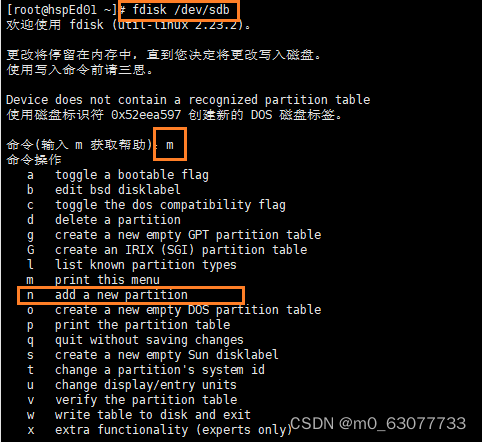 [root@hspEd01 ~]# fdisk /dev/sdb
欢迎使用 fdisk (util-linux 2.23.2)。
更改将停留在内存中，直到您决定将更改写入磁盘。
使用写入命令前请三思。
Device does not contain a recognized partition table
使用磁盘标识符 0x52eea597 创建新的 DOS 磁盘标签。
命令(输入 m 获取帮助)：m
命令操作
a   toggle a bootable flag
b   edit bsd disklabel
c   toggle the dos compatibility flag
d   delete a partition
g   create a new empty GPT partition table
G   create an IRIX (SGI) partition table
l   list known partition types
m   print this menu
n   add a new partition
o   create a new empty DOS partition table
p   print the partition table
q   quit without saving changes
s   create a new empty Sun disklabel
t   change a partition's system id
u   change display/entry units
v   verify the partition table
w   write table to disk and exit
x   extra functionality (experts only)
CSDN @m0_63077733